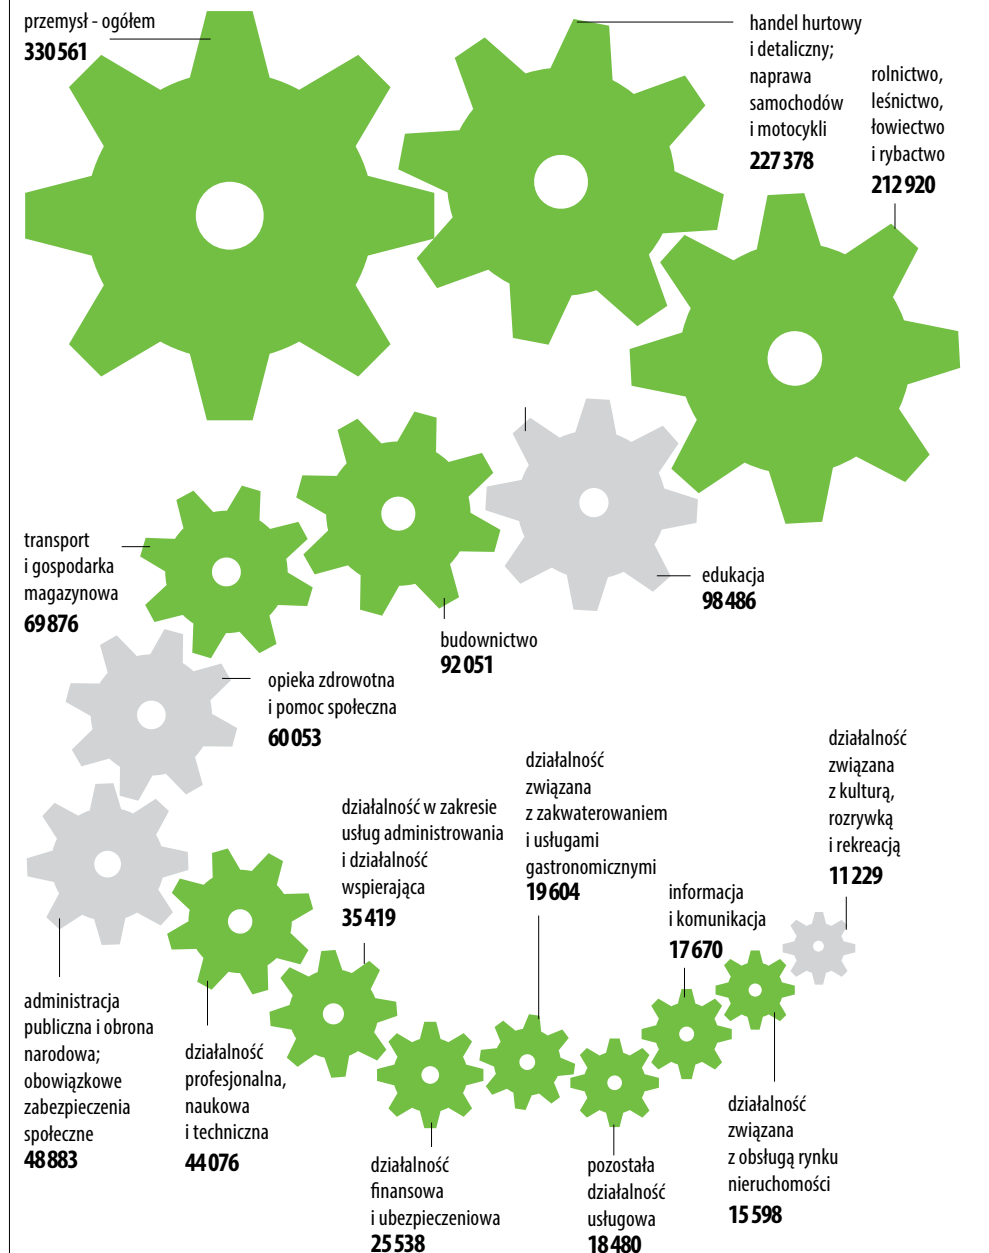 przemysł - ogółem
330 561
handel hurtowy
i detaliczny;
naprawa
samochodów
i motocykli
227 378
rolnictwo,
leśnictwo,
łowiectwo
i rybactwo
212 920
transport
i gospodarka
magazynowa
69 876
edukacja
98 486
budownictwo
92 051
opieka zdrowotna
i pomoc społeczna
60 053
działalność w zakresie
usług administrowania
i działalność
wspierająca
35 419
działalność
związana
z zakwaterowaniem
i usługami
gastronomicznymi
19 604
informacja
i komunikacja
17 670
działalność
związana
z kulturą,
rozrywką
i rekreacją
11 229
administracja
publiczna i obrona
narodowa;
obowiązkowe
zabezpieczenia
społeczne
48 883
działalność
profesjonalna,
naukowa
i techniczna
44 076
działalność
finansowa
i ubezpieczeniowa
25 538
pozostała
działalność
usługowa
18 480
działalność
związana
z obsługą rynku
nieruchomości
15 598